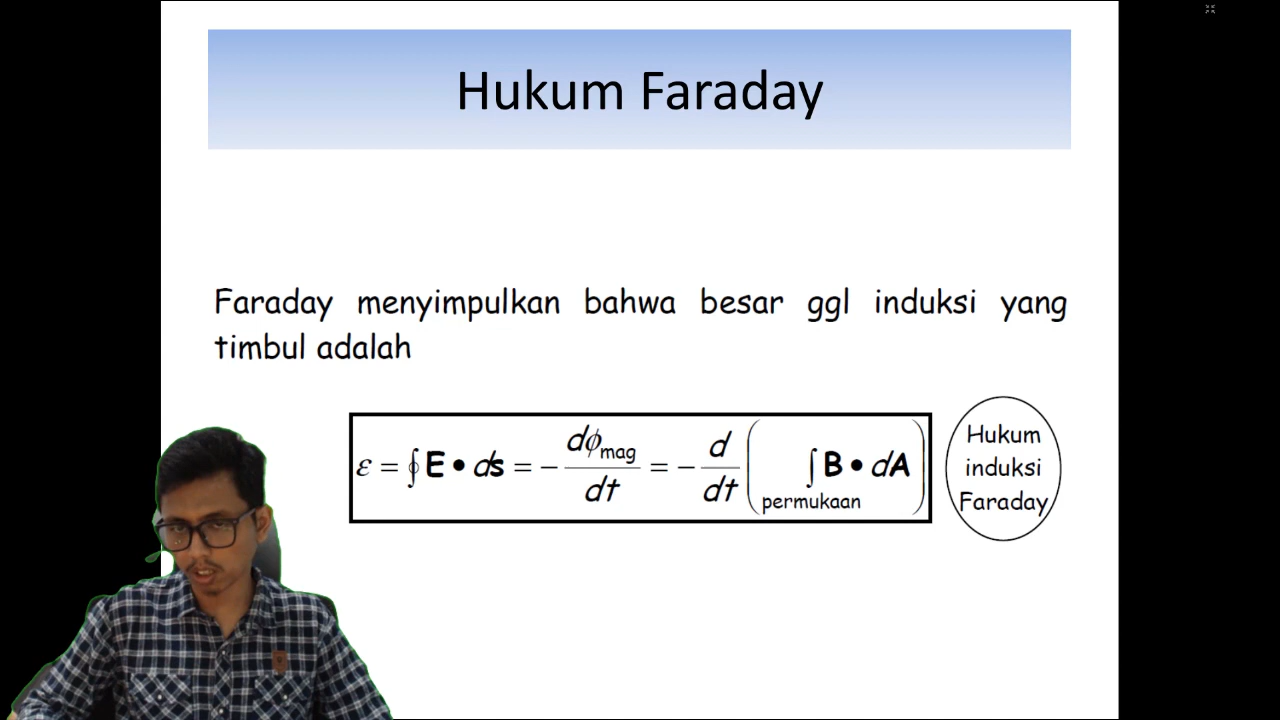 Hukum Faraday
Faraday menyimpulkan bahwa besar ggl induksi yang
timbul adalah
ε = ∮ E • ds = − dϕmag/dt = − d/dt ( ∫permukaan B • dA )
Hukum
induksi
Faraday